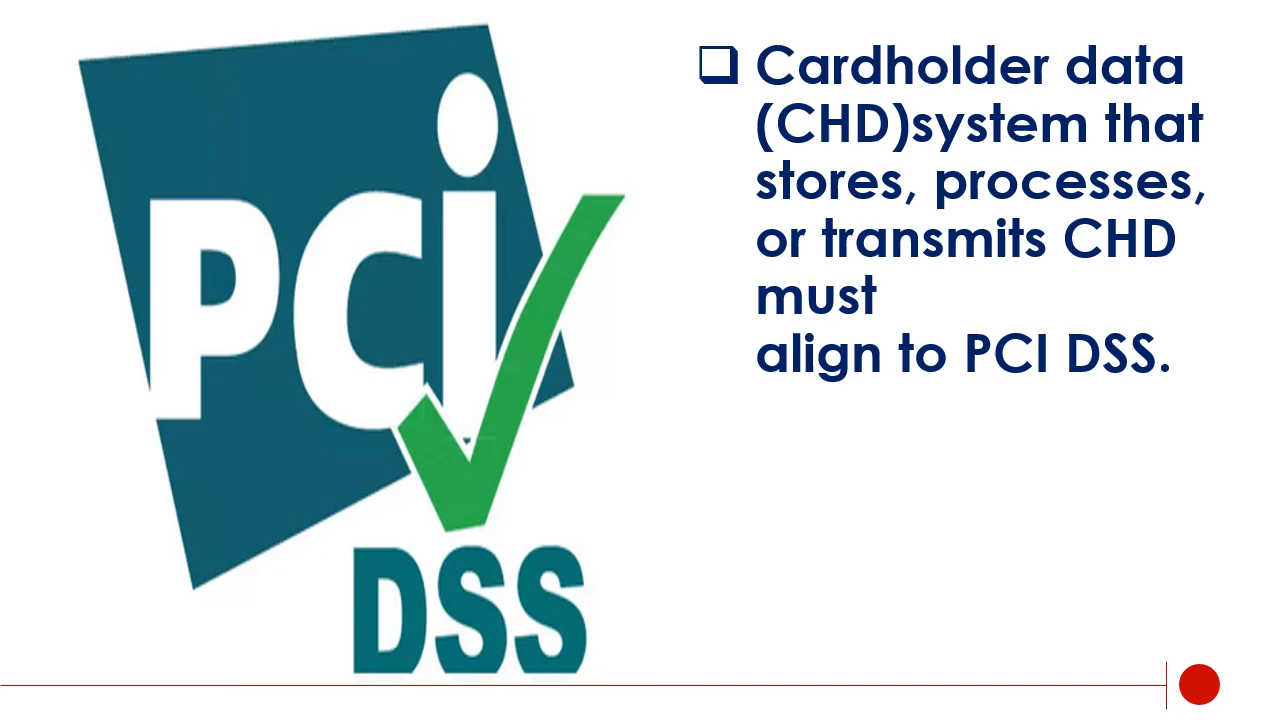 PCi
DSS
❑ Cardholder data
(CHD)system that
stores, processes,
or transmits CHD
must
align to PCI DSS.